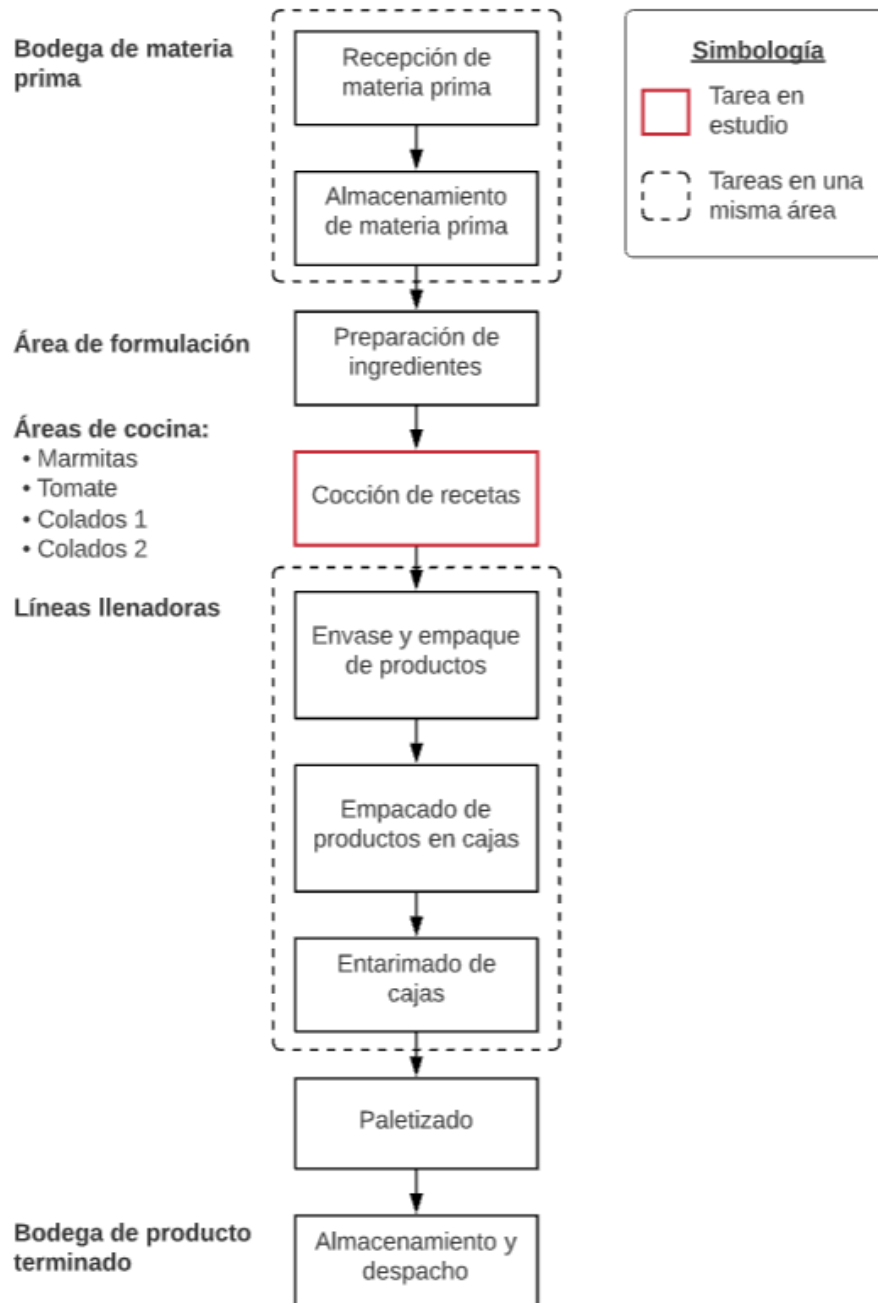 Bodega de materia
prima
Recepción de
materia prima
Almacenamiento
de materia prima
Simbología
Tarea en
estudio
Tareas en una
misma área
Área de formulación
Preparación de
ingredientes
Áreas de cocina:
• Marmitas
• Tomate
• Colados 1
• Colados 2
Cocción de recetas
Líneas llenadoras
Envase y empaque
de productos
Empacado de
productos en cajas
Entarimado de
cajas
Paletizado
Bodega de producto
terminado
Almacenamiento y
despacho